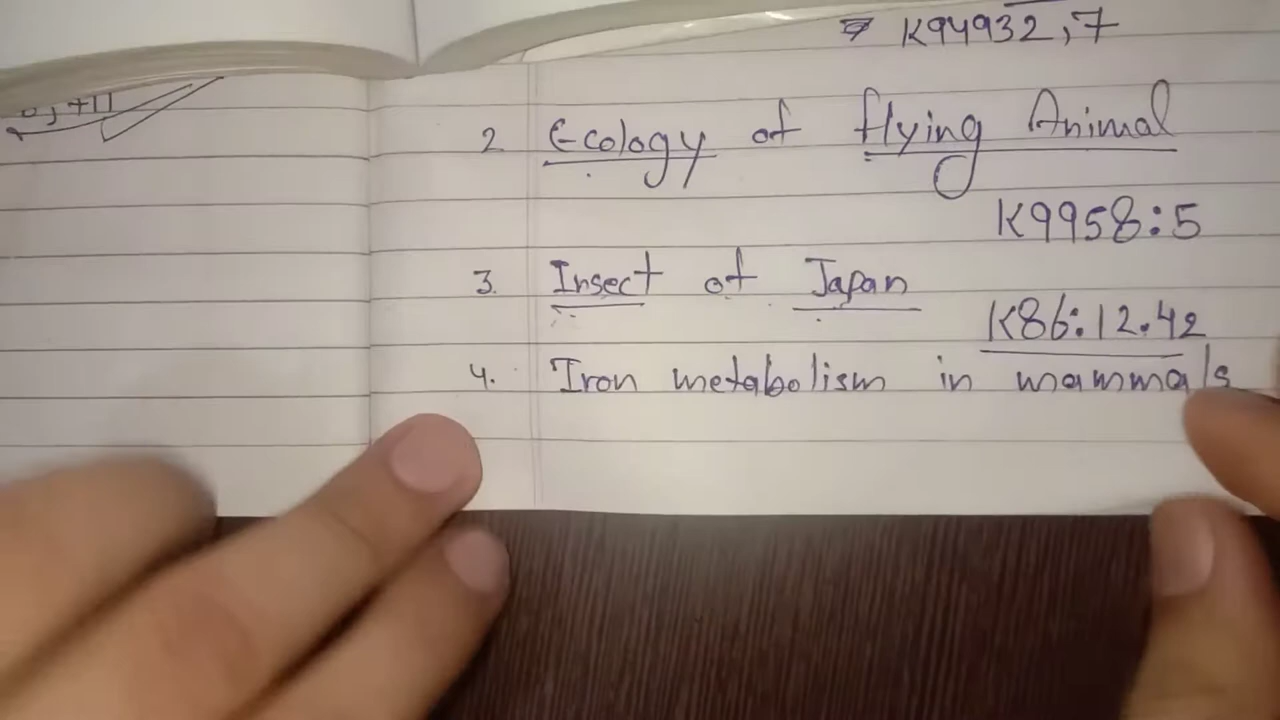 K94932,7
2. Ecology of flying Animal
K9958:5
3. Insect of Japan
K86:12.42
4. Iron metabolism in mammals